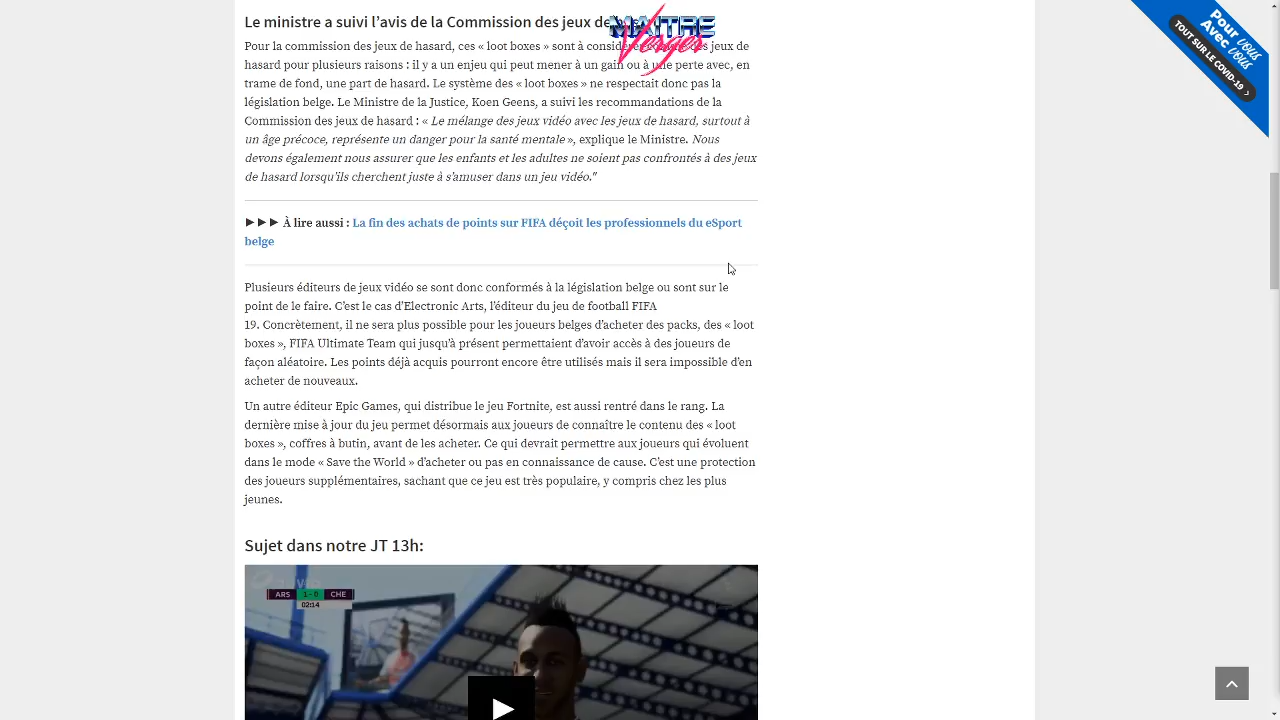 Le ministre a suivi l’avis de la Commission des jeux de
MAITRE
Verger
Pour la commission des jeux de hasard, ces « loot boxes » sont à considérer comme des jeux de
hasard pour plusieurs raisons : il y a un enjeu qui peut mener à un gain ou à une perte avec, en
trame de fond, une part de hasard. Le système des « loot boxes » ne respectait donc pas la
législation belge. Le Ministre de la Justice, Koen Geens, a suivi les recommandations de la
Commission des jeux de hasard : « Le mélange des jeux vidéo avec les jeux de hasard, surtout à
un âge précoce, représente un danger pour la santé mentale », explique le Ministre. Nous
devons également nous assurer que les enfants et les adultes ne soient pas confrontés à des jeux
de hasard lorsqu'ils cherchent juste à s’amuser dans un jeu vidéo."
►►► À lire aussi : La fin des achats de points sur FIFA déçoit les professionnels du eSport
belge
Plusieurs éditeurs de jeux vidéo se sont donc conformés à la législation belge ou sont sur le
point de le faire. C’est le cas d’Electronic Arts, l’éditeur du jeu de football FIFA
19. Concrètement, il ne sera plus possible pour les joueurs belges d’acheter des packs, des « loot
boxes », FIFA Ultimate Team qui jusqu’à présent permettaient d’avoir accès à des joueurs de
façon aléatoire. Les points déjà acquis pourront encore être utilisés mais il sera impossible d’en
acheter de nouveaux.
Un autre éditeur Epic Games, qui distribue le jeu Fortnite, est aussi rentré dans le rang. La
dernière mise à jour du jeu permet désormais aux joueurs de connaître le contenu des « loot
boxes », coffres à butin, avant de les acheter. Ce qui devrait permettre aux joueurs qui évoluent
dans le mode « Save the World » d’acheter ou pas en connaissance de cause. C’est une protection
des joueurs supplémentaires, sachant que ce jeu est très populaire, y compris chez les plus
jeunes.
Sujet dans notre JT 13h:
ARS 1-0 CHE
02:14
Pour vous
Avec vous
TOUT SUR LE COVID-19 ›